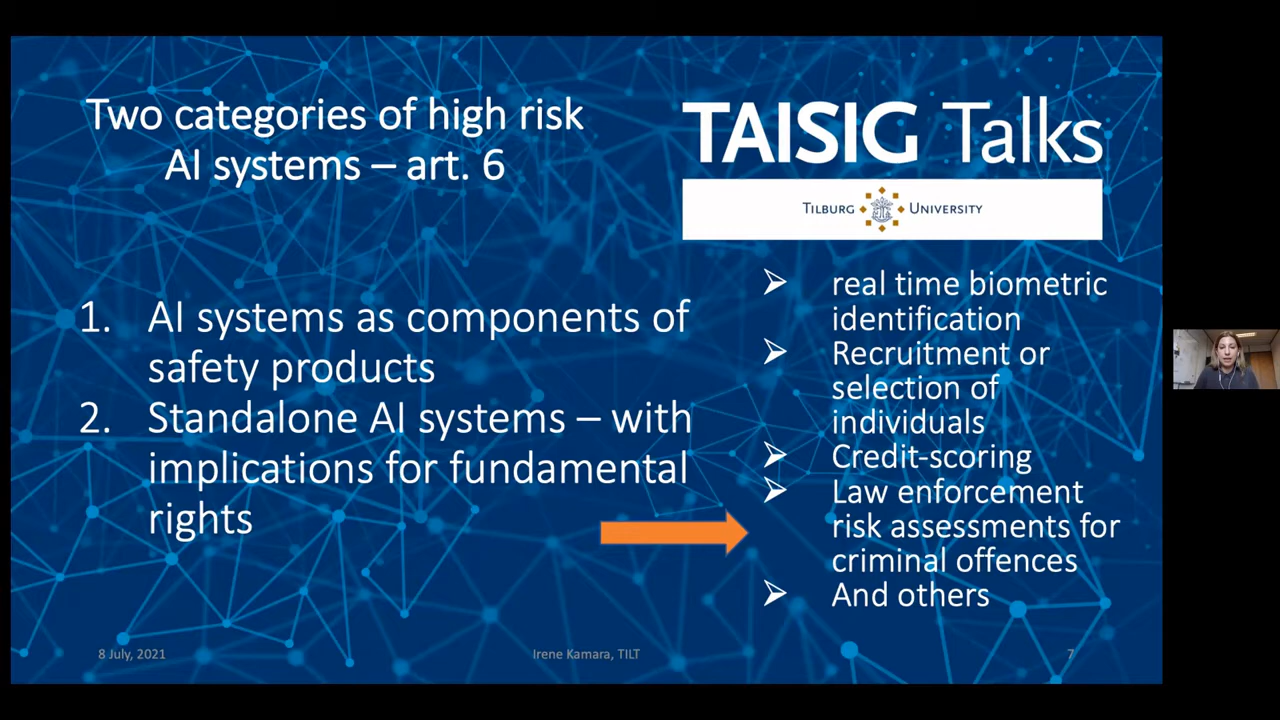 Two categories of high risk
AI systems – art. 6
TAISIG Talks
TILBURG UNIVERSITY
1. AI systems as components of
safety products
2. Standalone AI systems – with
implications for fundamental
rights
➢ real time biometric
identification
➢ Recruitment or
selection of
individuals
➢ Credit-scoring
➢ Law enforcement
risk assessments for
criminal offences
➢ And others
8 July, 2021
Irene Kamara, TILT
7